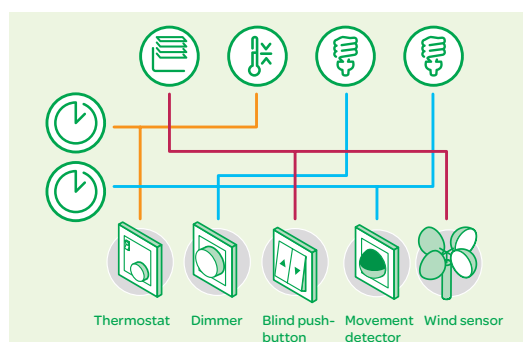 Thermostat
Dimmer
Blind push-
button
Movement
detector
Wind sensor